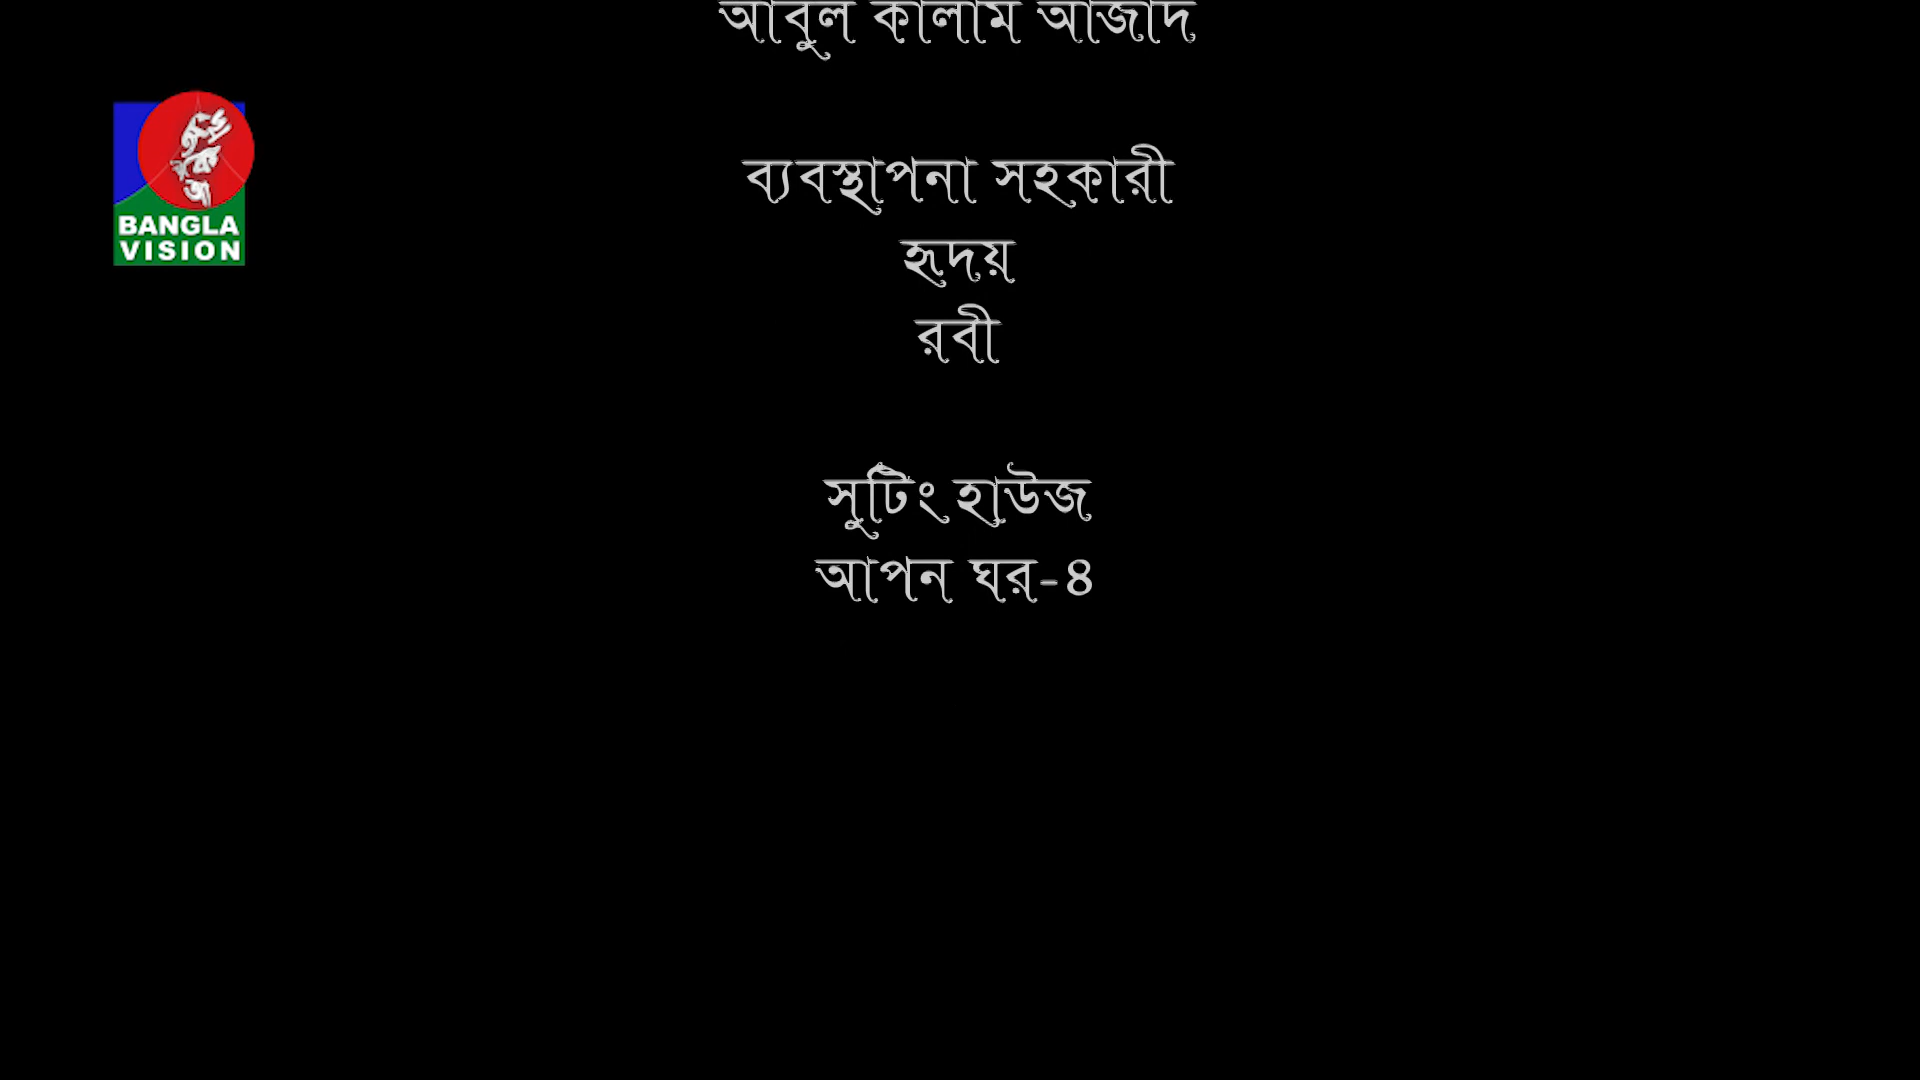 আবুল কালাম আজাদ
BANGLA
VISION
ব্যবস্থাপনা সহকারী
হৃদয়
রবী
সুটিং হাউজ
আপন ঘর-৪